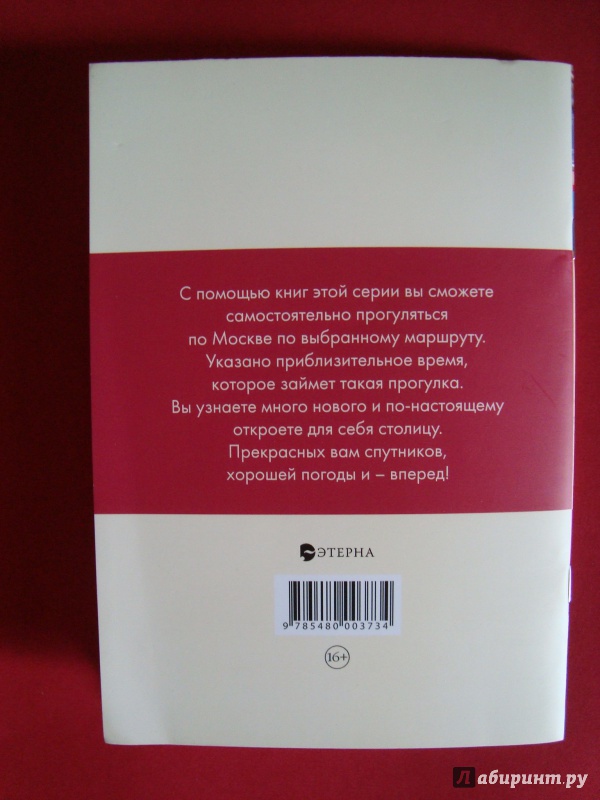 С помощью книг этой серии вы сможете
самостоятельно прогуляться
по Москве по выбранному маршруту.
Указано приблизительное время,
которое займет такая прогулка.
Вы узнаете много нового и по-настоящему
откроете для себя столицу.
Прекрасных вам спутников,
хорошей погоды и – вперед!
ЭТЕРНА
9 785480 003734
16+
Лабиринт.ру